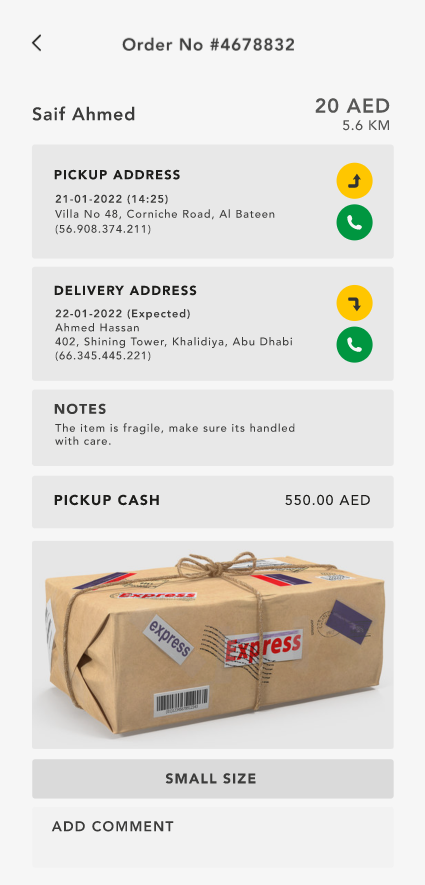 Order No #4678832
Saif Ahmed
20 AED
5.6 KM
PICKUP ADDRESS
21-01-2022 (14:25)
Villa No 48, Corniche Road, Al Bateen
(56.908.374.211)
DELIVERY ADDRESS
22-01-2022 (Expected)
Ahmed Hassan
402, Shining Tower, Khalidiya, Abu Dhabi
(66.345.445.221)
NOTES
The item is fragile, make sure its handled
with care.
PICKUP CASH
550.00 AED
Express
express
Express
SMALL SIZE
ADD COMMENT